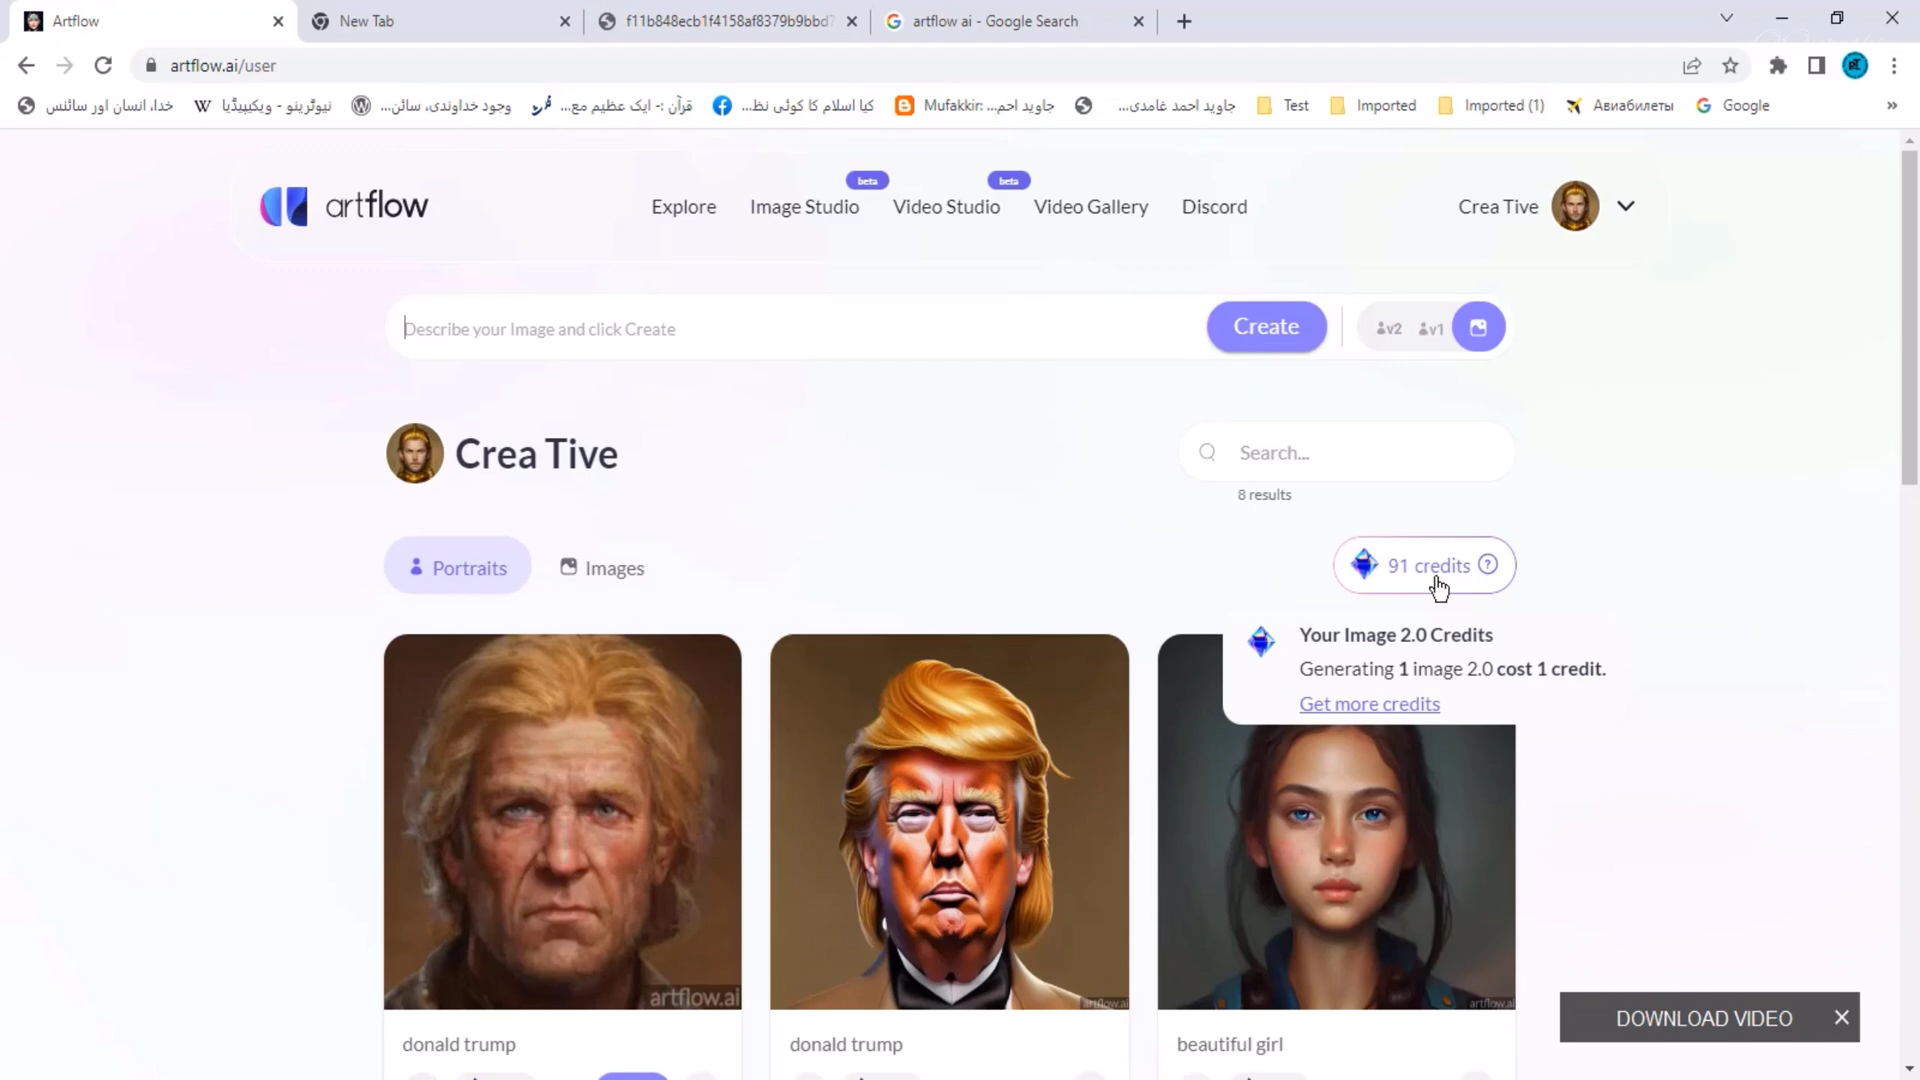 Artflow
New Tab
f11b848ecb1f4158af8379b9bbd7
artflow ai - Google Search
artflow.ai/user
خدا، انسان اور سائنس
نیوٹرینو - ویکیپیڈیا
وجود خداوندی، سائن...
قرآن :- ایک عظیم مع...
کیا اسلام کا کوئی نظ...
Mufakkir: جاوید احم...
جاوید احمد غامدی...
Test
Imported
Imported (1)
Авиабилеты
Google
»
artflow
Explore
Image Studio
beta
Video Studio
beta
Video Gallery
Discord
Crea Tive
Describe your Image and click Create
Create
v2
v1
Crea Tive
Search...
8 results
Portraits
Images
91 credits ?
Your Image 2.0 Credits
Generating 1 image 2.0 cost 1 credit.
Get more credits
artflow.ai
artflow.ai
artflow.ai
donald trump
donald trump
beautiful girl
DOWNLOAD VIDEO